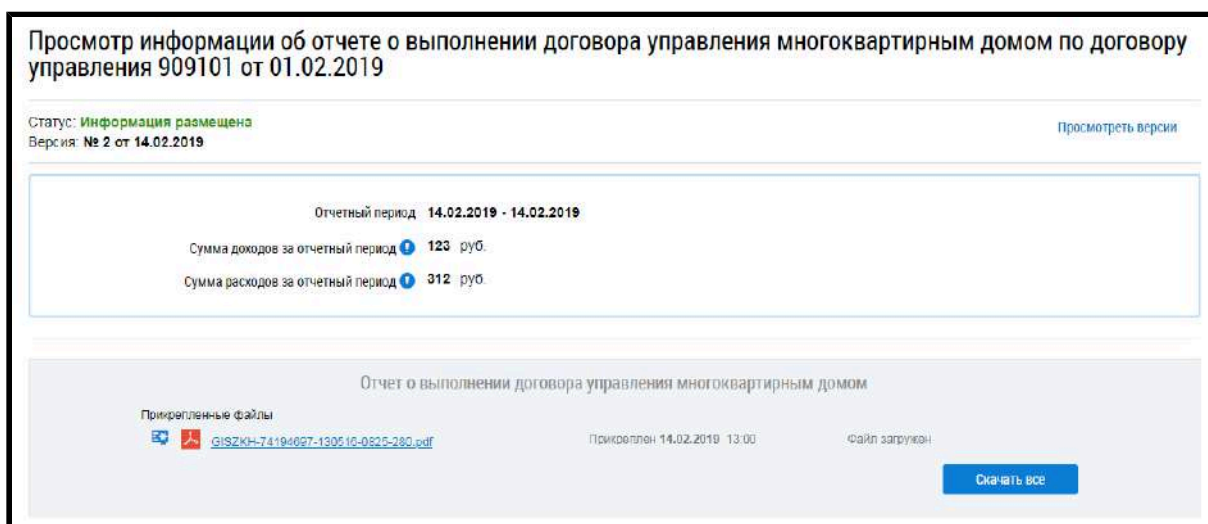 Просмотр информации об отчете о выполнении договора управления многоквартирным домом по договору
управления 909101 от 01.02.2019
Статус: Информация размещена
Просмотреть версии
Версия: № 2 от 14.02.2019
Отчетный период 14.02.2019 - 14.02.2019
Сумма доходов за отчетный период 123 руб.
Сумма расходов за отчетный период 312 руб.
Отчет о выполнении договора управления многоквартирным домом
Прикрепленные файлы
GISZKH-74194697-130516-0825-280.pdf Прикреплен 14.02.2019 13:00 Файл загружен
Скачать все